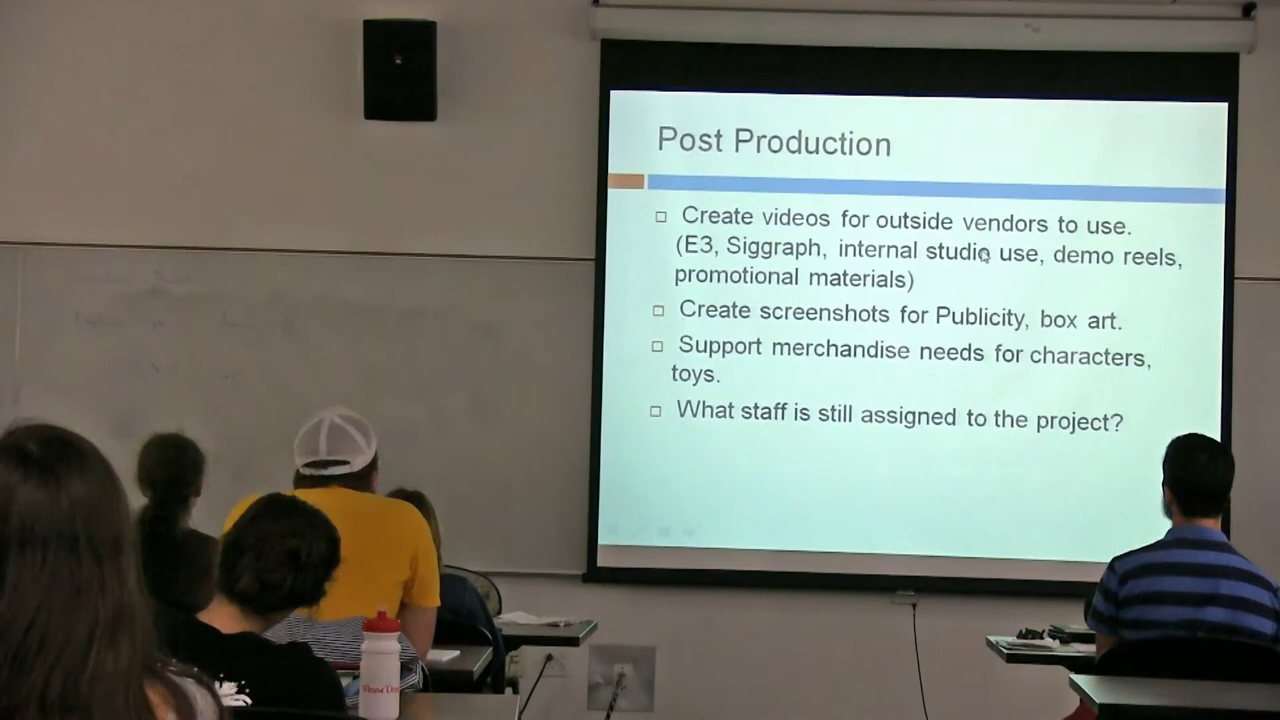 Post Production
Create videos for outside vendors to use.
(E3, Siggraph, internal studio use, demo reels,
promotional materials)
Create screenshots for Publicity, box art.
Support merchandise needs for characters,
toys.
What staff is still assigned to the project?